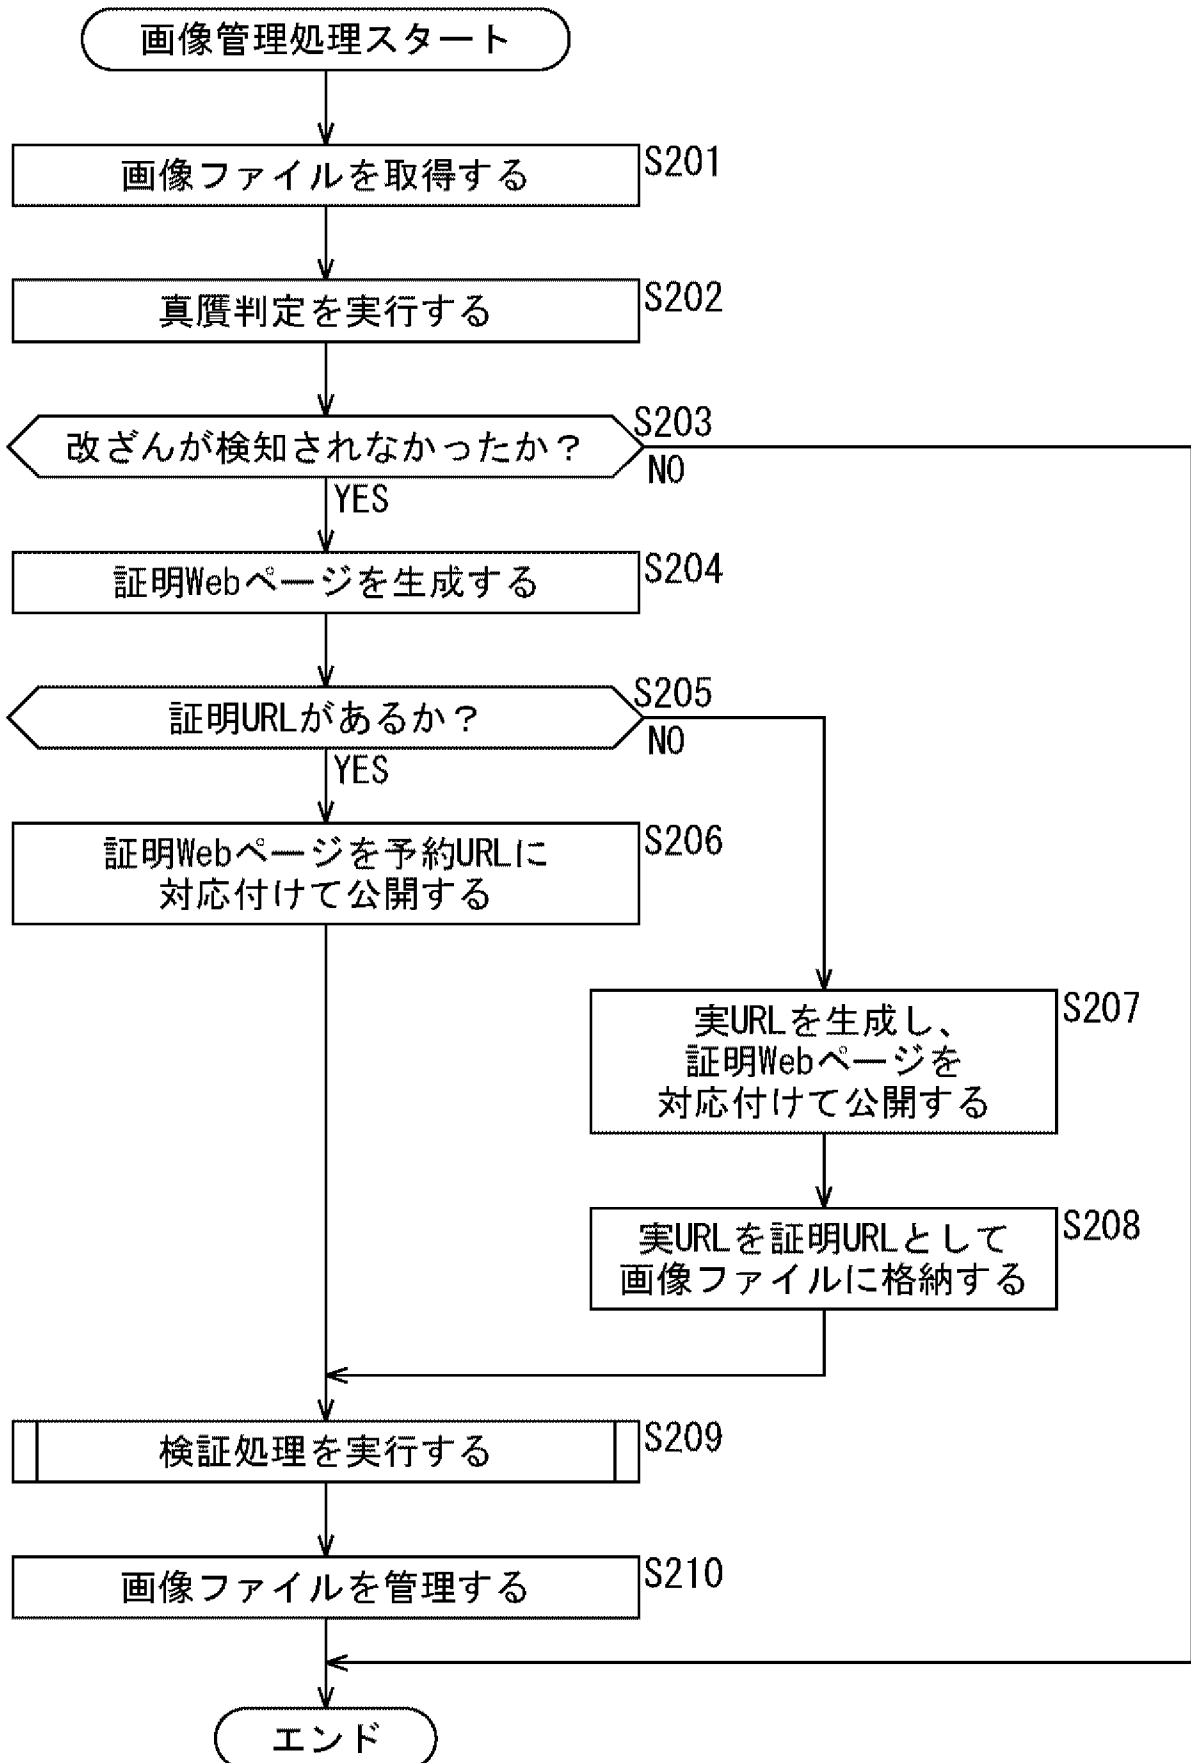 画像管理処理スタート
画像ファイルを取得する
S201
真贋判定を実行する
S202
改ざんが検知されなかったか？
S203
NO
YES
証明Webページを生成する
S204
証明URLがあるか？
S205
NO
YES
証明Webページを予約URLに
対応付けて公開する
S206
実URLを生成し、
証明Webページを
対応付けて公開する
S207
実URLを証明URLとして
画像ファイルに格納する
S208
検証処理を実行する
S209
画像ファイルを管理する
S210
エンド